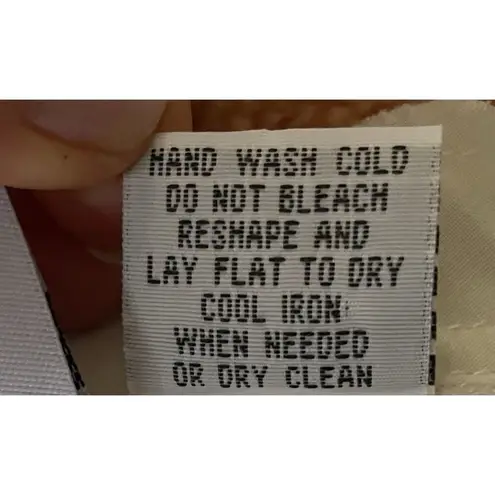 HAND WASH COLD
DO NOT BLEACH
RESHAPE AND
LAY FLAT TO DRY
COOL IRON
WHEN NEEDED
OR DRY CLEAN